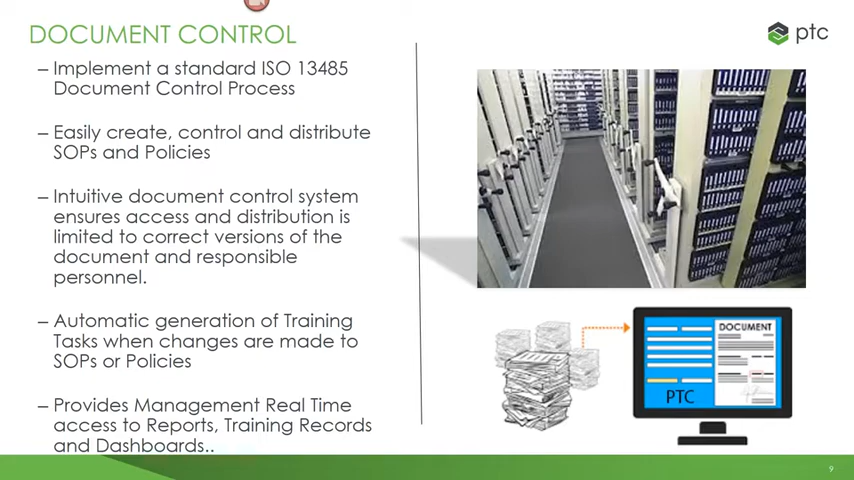 DOCUMENT CONTROL
ptc
– Implement a standard ISO 13485
Document Control Process
– Easily create, control and distribute
SOPs and Policies
– Intuitive document control system
ensures access and distribution is
limited to correct versions of the
document and responsible
personnel.
– Automatic generation of Training
Tasks when changes are made to
SOPs or Policies
– Provides Management Real Time
access to Reports, Training Records
and Dashboards..
DOCUMENT
PTC
9